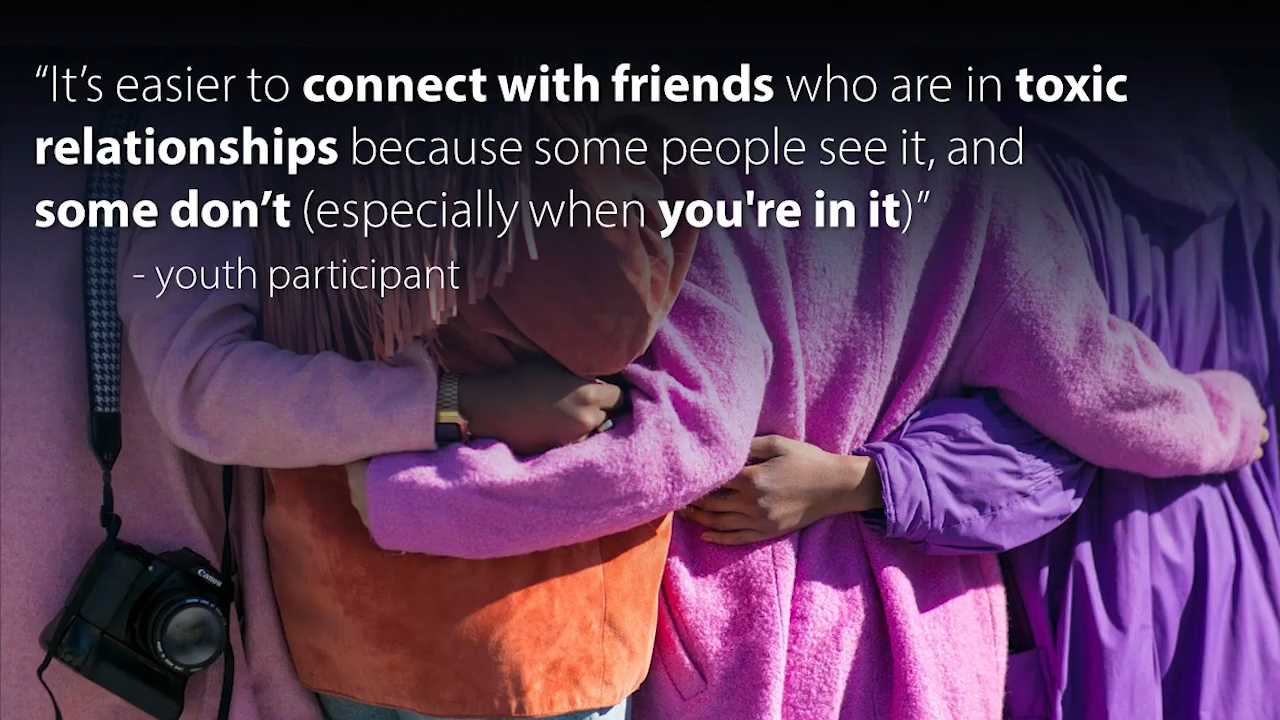 “It’s easier to connect with friends who are in toxic
relationships because some people see it, and
some don’t (especially when you're in it)”
- youth participant
Canon